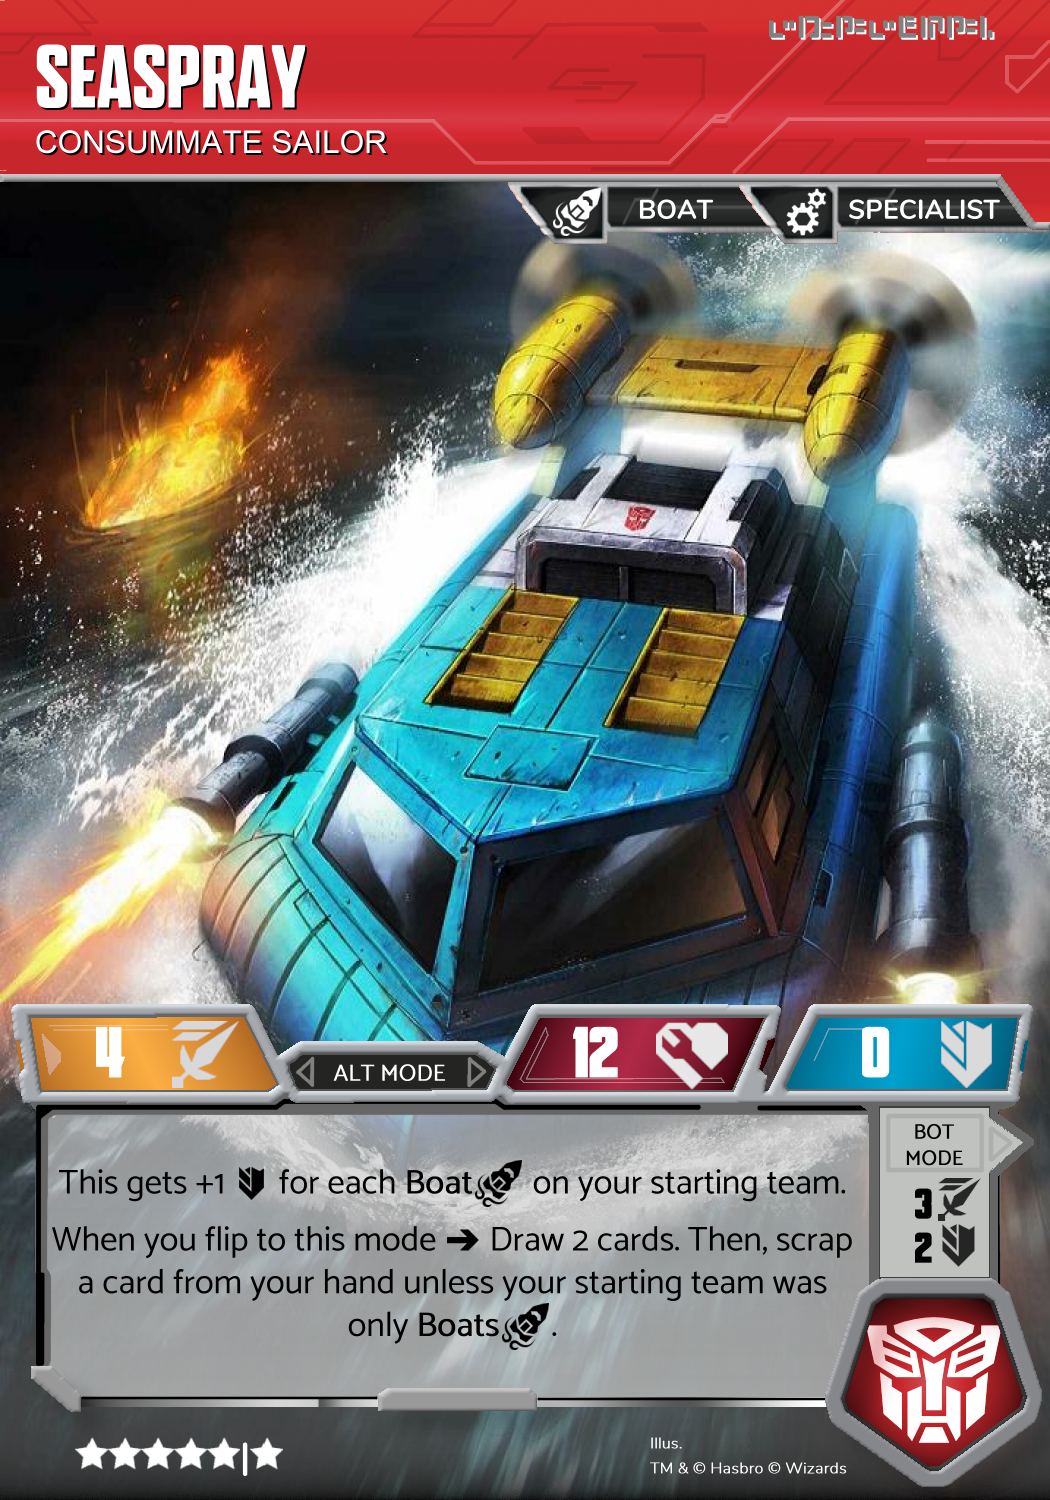 SEASPRAY
CONSUMMATE SAILOR
BOAT SPECIALIST
4 ALT MODE 12 0
BOT
MODE
3
2
This gets +1 for each Boat on your starting team.
When you flip to this mode ➔ Draw 2 cards. Then, scrap
a card from your hand unless your starting team was
only Boats.
Illus.
TM & © Hasbro © Wizards